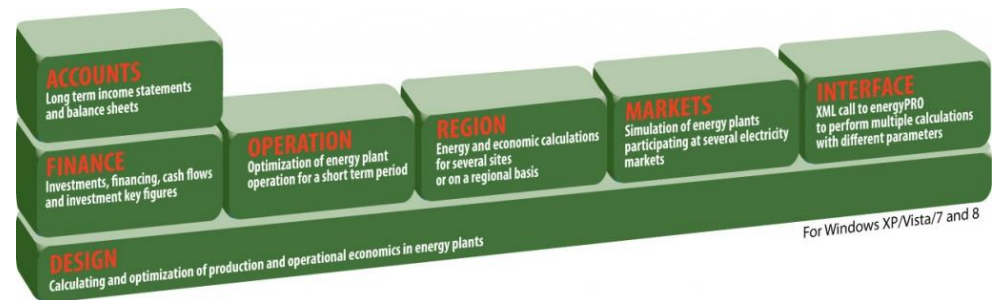 ACCOUNTS
Long term income statements
and balance sheets
FINANCE
Investments, financing, cash flows
and investment key figures
OPERATION
Optimization of energy plant
operation for a short term period
REGION
Energy and economic calculations
for several sites
or on a regional basis
MARKETS
Simulation of energy plants
participating at several electricity
markets
INTERFACE
XML call to energyPRO
to perform multiple calculations
with different parameters
DESIGN
Calculating and optimization of production and operational economics in energy plants
For Windows XP/Vista/7 and 8